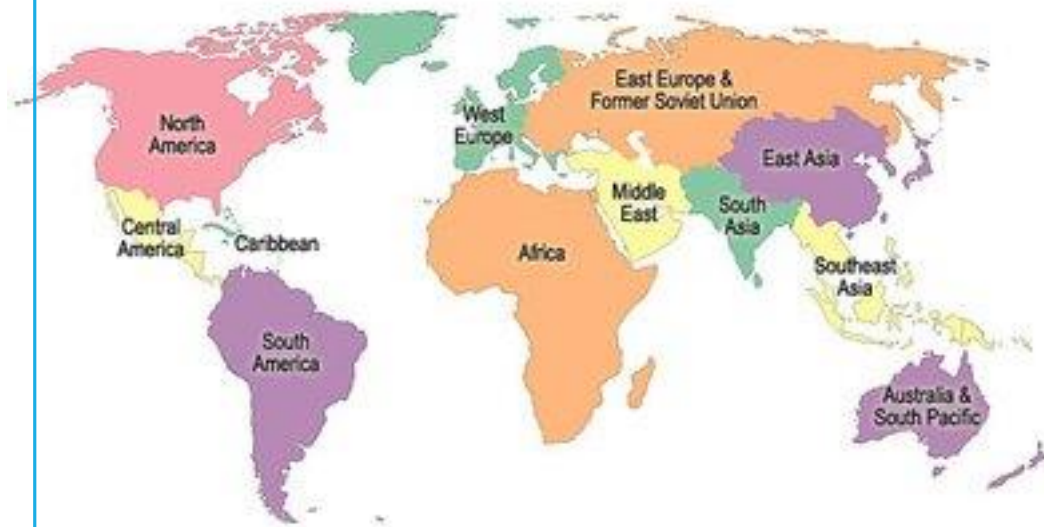 North
America
West
Europe
East Europe &
Former Soviet Union
East Asia
Middle
East
South
Asia
Central
America
Caribbean
Africa
Southeast
Asia
South
America
Australia &
South Pacific